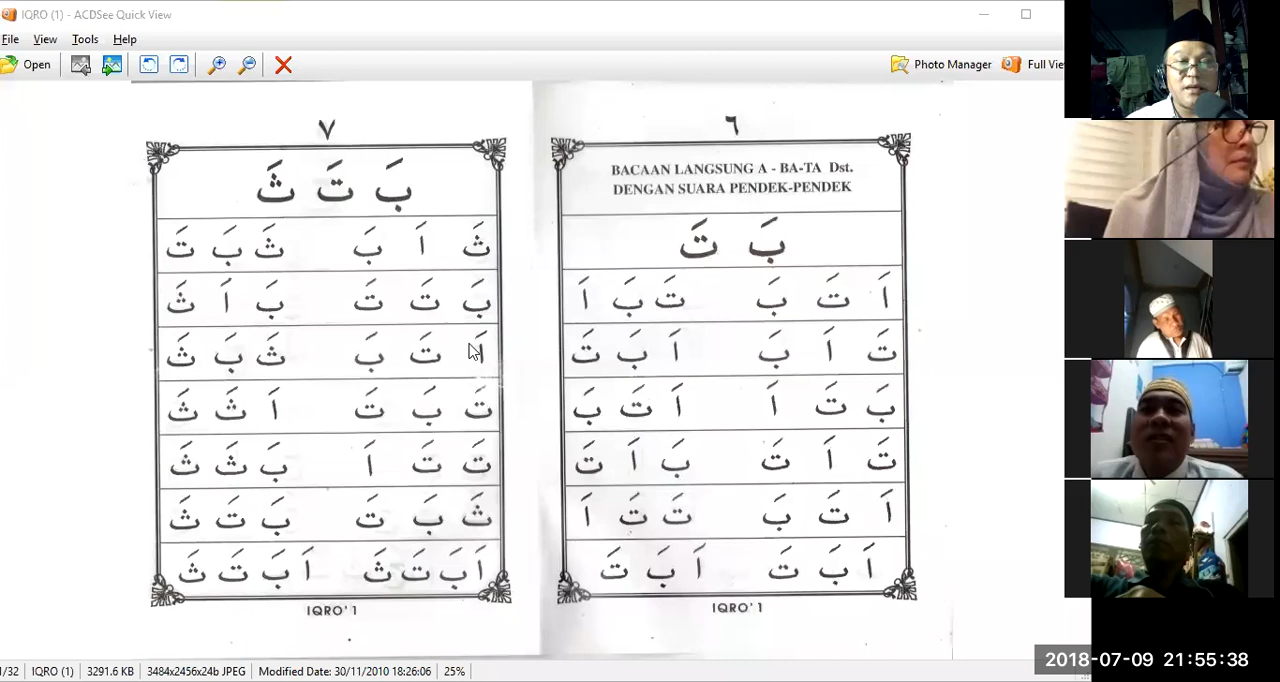 IQRO (1) - ACDSee Quick View
File View Tools Help
Open Photo Manager Full
٦
BACAAN LANGSUNG A - BA-TA Dst.
DENGAN SUARA PENDEK-PENDEK
بَ تَ
اَ تَ بَ تَ بَ اَ
تَ اَ بَ اَ بَ تَ
بَ تَ اَ اَ تَ بَ
تَ اَ تَ بَ اَ تَ
اَ تَ بَ تَ تَ اَ
اَ بَ تَ اَ بَ تَ
IQRO' 1
٧
بَ تَ ثَ
ثَ اَ بَ ثَ بَ تَ
بَ تَ تَ بَ اَ ثَ
اَ تَ بَ ثَ بَ ثَ
تَ بَ تَ اَ ثَ ثَ
تَ تَ اَ بَ ثَ ثَ
ثَ بَ تَ بَ تَ ثَ
اَ بَ تَ ثَ اَ بَ تَ ثَ
IQRO' 1
/32 IQRO (1) 3291.6 KB 3484x2456x24b JPEG Modified Date: 30/11/2010 18:26:06 25%
2018-07-09 21:55:38